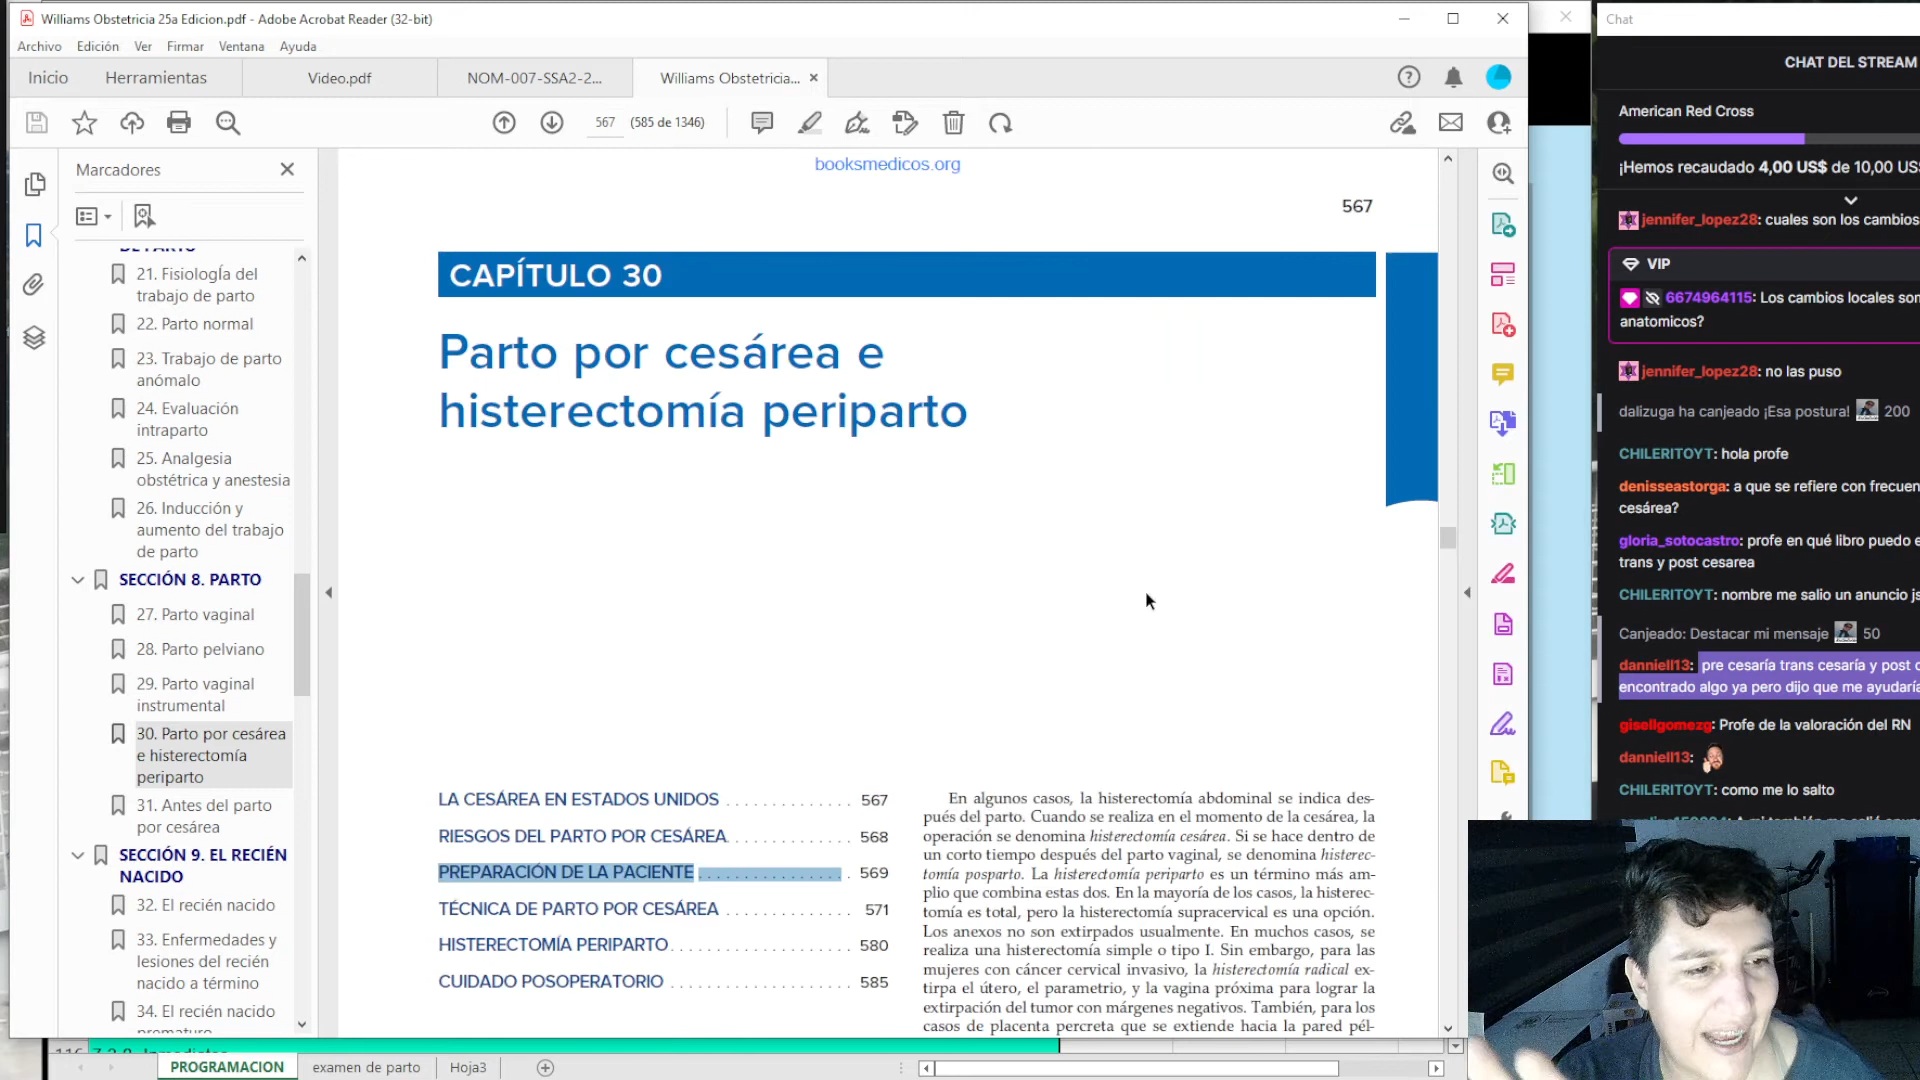 Williams Obstetricia 25a Edicion.pdf - Adobe Acrobat Reader (32-bit)
Archivo Edición Ver Firmar Ventana Ayuda
Inicio Herramientas Video.pdf NOM-007-SSA2-2... Williams Obstetricia...
567 (585 de 1346)
Marcadores
DE PARTO
21. Fisiología del
trabajo de parto
22. Parto normal
23. Trabajo de parto
anómalo
24. Evaluación
intraparto
25. Analgesia
obstétrica y anestesia
26. Inducción y
aumento del trabajo
de parto
SECCIÓN 8. PARTO
27. Parto vaginal
28. Parto pelviano
29. Parto vaginal
instrumental
30. Parto por cesárea
e histerectomía
periparto
31. Antes del parto
por cesárea
SECCIÓN 9. EL RECIÉN
NACIDO
32. El recién nacido
33. Enfermedades y
lesiones del recién
nacido a término
34. El recién nacido
prematuro
booksmedicos.org
567
CAPÍTULO 30
Parto por cesárea e
histerectomía periparto
LA CESÁREA EN ESTADOS UNIDOS . . . . . . . . . . . . 567
RIESGOS DEL PARTO POR CESÁREA. . . . . . . . . . . . 568
PREPARACIÓN DE LA PACIENTE . . . . . . . . . . . . . . . 569
TÉCNICA DE PARTO POR CESÁREA . . . . . . . . . . . . 571
HISTERECTOMÍA PERIPARTO. . . . . . . . . . . . . . . . . 580
CUIDADO POSOPERATORIO . . . . . . . . . . . . . . . . . 585
En algunos casos, la histerectomía abdominal se indica des-
pués del parto. Cuando se realiza en el momento de la cesárea, la
operación se denomina histerectomía cesárea. Si se hace dentro de
un corto tiempo después del parto vaginal, se denomina histerec-
tomía posparto. La histerectomía periparto es un término más am-
plio que combina estas dos. En la mayoría de los casos, la histerec-
tomía es total, pero la histerectomía supracervical es una opción.
Los anexos no son extirpados usualmente. En muchos casos, se
realiza una histerectomía simple o tipo I. Sin embargo, para las
mujeres con cáncer cervical invasivo, la histerectomía radical ex-
tirpa el útero, el parametrio, y la vagina próxima para lograr la
extirpación del tumor con márgenes negativos. También, para los
casos de placenta percreta que se extiende hacia la pared pél-
Chat
CHAT DEL STREAM
American Red Cross
¡Hemos recaudado 4,00 US$ de 10,00 US$
jennifer_lopez28: cuales son los cambios
VIP
6674964115: Los cambios locales son
anatomicos?
jennifer_lopez28: no las puso
dalizuga ha canjeado ¡Esa postura! 200
CHILERITOYT: hola profe
denisseastorga: a que se refiere con frecuen
cesárea?
gloria_sotocastro: profe en qué libro puedo e
trans y post cesarea
CHILERITOYT: nombre me salio un anuncio js
Canjeado: Destacar mi mensaje 50
danniell13: pre cesaría trans cesaría y post c
encontrado algo ya pero dijo que me ayudaría
gisellgomezg: Profe de la valoración del RN
danniell13:
CHILERITOYT: como me lo salto
PROGRAMACION examen de parto Hoja3